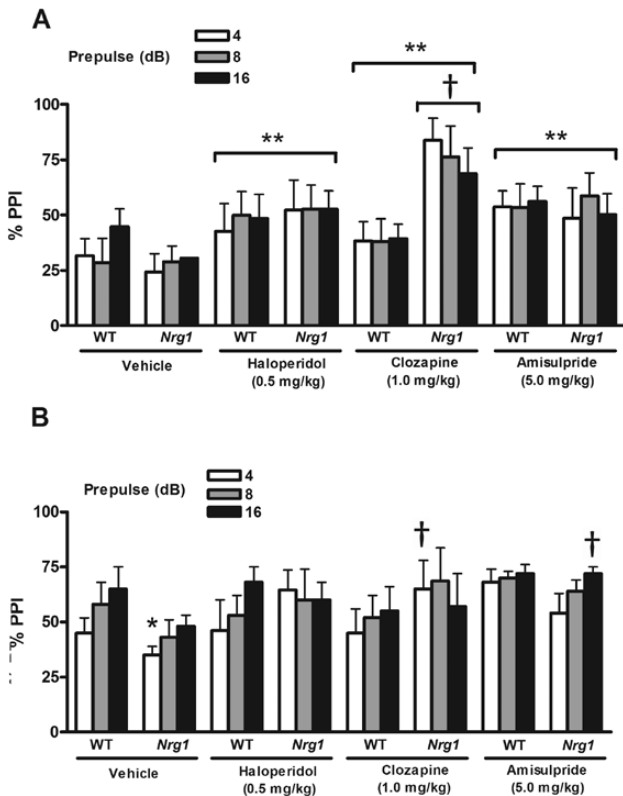 A
Prepulse (dB)
4
8
16
**
**
†
**
100
75
50
25
0
% PPI
WT Nrg1 WT Nrg1 WT Nrg1 WT Nrg1
Vehicle Haloperidol Clozapine Amisulpride
(0.5 mg/kg) (1.0 mg/kg) (5.0 mg/kg)
B
Prepulse (dB)
4
8
16
*
†
†
100
75
50
25
0
% PPI
WT Nrg1 WT Nrg1 WT Nrg1 WT Nrg1
Vehicle Haloperidol Clozapine Amisulpride
(0.5 mg/kg) (1.0 mg/kg) (5.0 mg/kg)